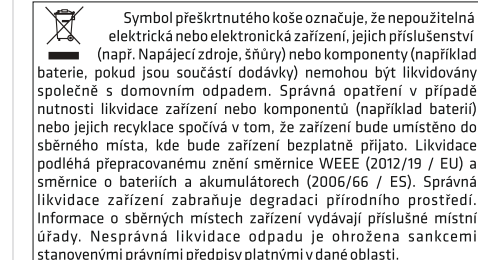 Symbol přeškrtnutého koše označuje, že nepoužitelná
elektrická nebo elektronická zařízení, jejich příslušenství
(např. Napájecí zdroje, šňůry) nebo komponenty (například
baterie, pokud jsou součástí dodávky) nemohou být likvidovány
společně s domovním odpadem. Správná opatření v případě
nutnosti likvidace zařízení nebo komponentů (například baterií)
nebo jejich recyklace spočívá v tom, že zařízení bude umístěno do
sběrného místa, kde bude zařízení bezplatně přijato. Likvidace
podléhá přepracovanému znění směrnice WEEE (2012/19 / EU) a
směrnice o bateriích a akumulátorech (2006/66 / ES). Správná
likvidace zařízení zabraňuje degradaci přírodního prostředí.
Informace o sběrných místech zařízení vydávají příslušné místní
úřady. Nesprávná likvidace odpadu je ohrožena sankcemi
stanovenými právními předpisy platnými v dané oblasti.